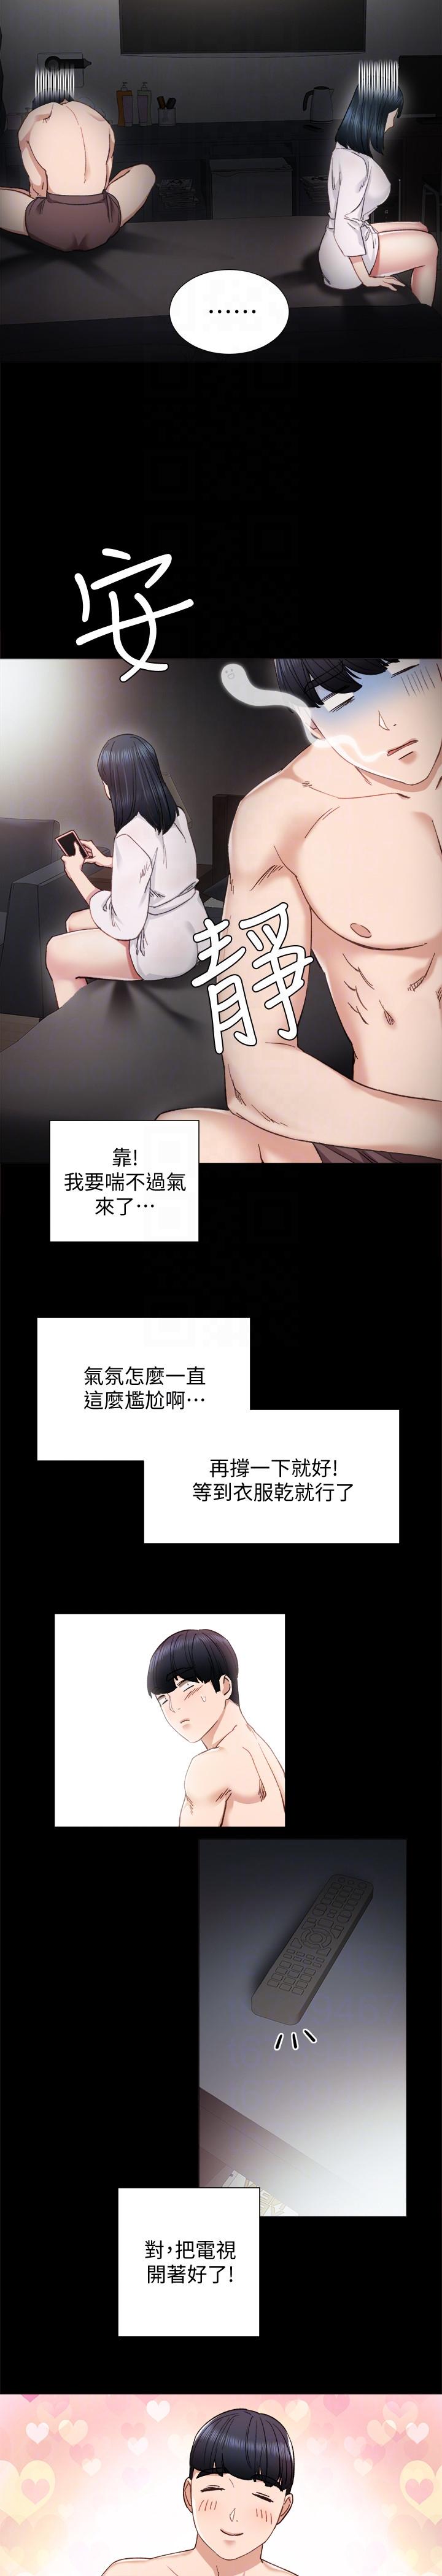 ……
安
靜
靠!
我要喘不過氣
來了…
氣氛怎麼一直
這麼尷尬啊…
再撐一下就好!
等到衣服乾就行了
對,把電視
開著好了!